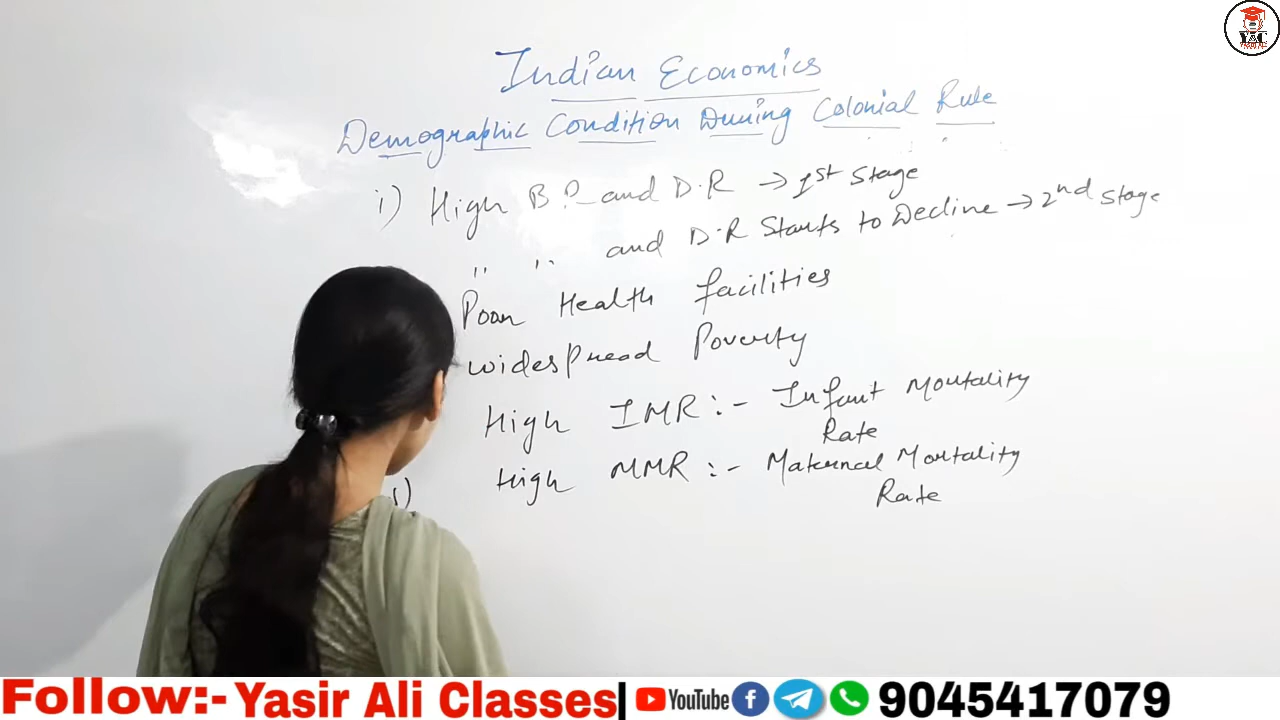 Indian Economics
Demographic Condition During Colonial Rule
i) High B.R and D.R → 1st Stage
" " and D.R Starts to Decline → 2nd Stage
Poor Health facilities
widespread Poverty
High IMR :- Infant Mortality
Rate
High MMR :- Maternal Mortality
Rate
Follow:- Yasir Ali Classes| YouTube 9045417079